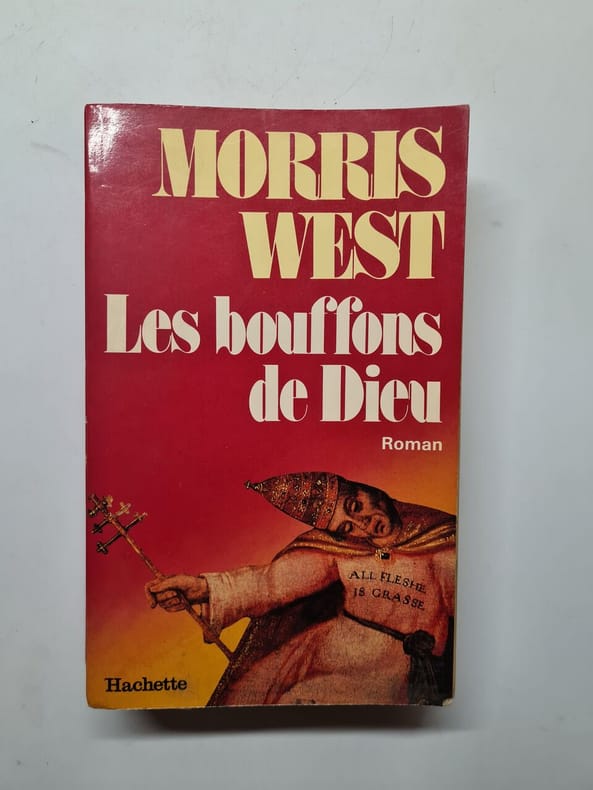 MORRIS
WEST
Les bouffons
de Dieu
Roman
ALL FLESHE
IS GRASSE
Hachette